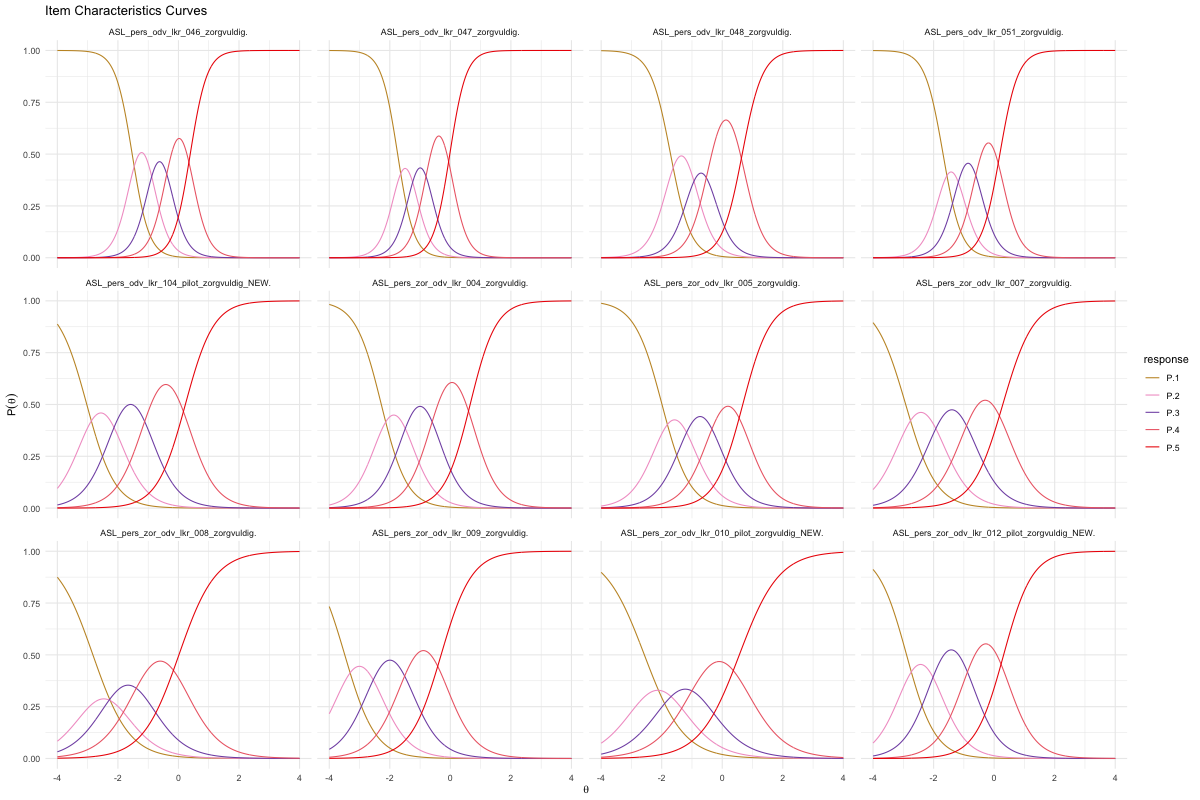 Item Characteristics Curves
ASL_pers_odv_lkr_046_zorgvuldig.
ASL_pers_odv_lkr_047_zorgvuldig.
ASL_pers_odv_lkr_048_zorgvuldig.
ASL_pers_odv_lkr_051_zorgvuldig.
1.00
0.75
0.50
0.25
0.00
ASL_pers_odv_lkr_104_pilot_zorgvuldig_NEW.
ASL_pers_zor_odv_lkr_004_zorgvuldig.
ASL_pers_zor_odv_lkr_005_zorgvuldig.
ASL_pers_zor_odv_lkr_007_zorgvuldig.
1.00
0.75
0.50
0.25
0.00
P(θ)
ASL_pers_zor_odv_lkr_008_zorgvuldig.
ASL_pers_zor_odv_lkr_009_zorgvuldig.
ASL_pers_zor_odv_lkr_010_pilot_zorgvuldig_NEW.
ASL_pers_zor_odv_lkr_012_pilot_zorgvuldig_NEW.
1.00
0.75
0.50
0.25
0.00
-4 -2 0 2 4
-4 -2 0 2 4
-4 -2 0 2 4
-4 -2 0 2 4
θ
response
P.1
P.2
P.3
P.4
P.5